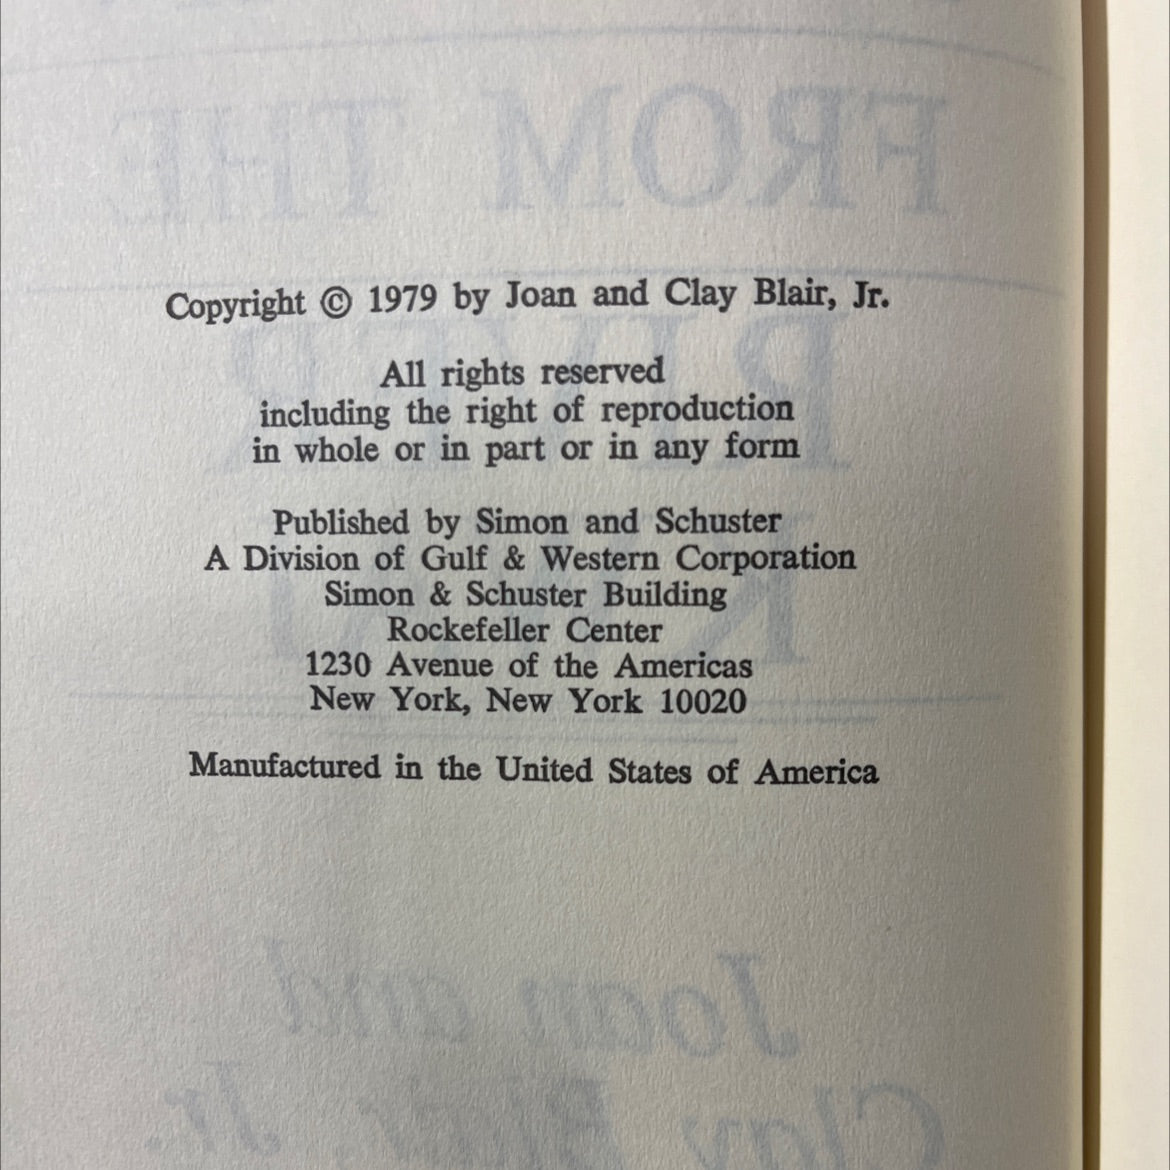 Copyright © 1979 by Joan and Clay Blair, Jr.
All rights reserved
including the right of reproduction
in whole or in part or in any form
Published by Simon and Schuster
A Division of Gulf & Western Corporation
Simon & Schuster Building
Rockefeller Center
1230 Avenue of the Americas
New York, New York 10020
Manufactured in the United States of America